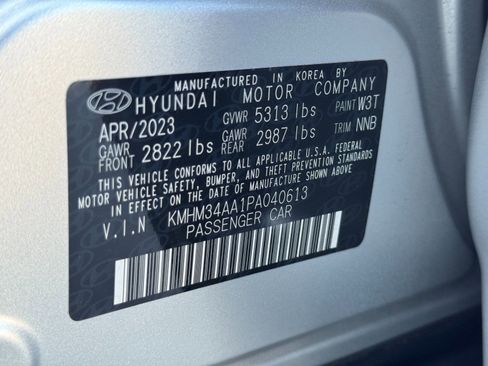 MANUFACTURED IN KOREA BY
HYUNDAI MOTOR COMPANY
APR/2023 GVWR 5313 lbs PAINT W3T
GAWR FRONT 2822 lbs GAWR REAR 2987 lbs TRIM NNB
THIS VEHICLE CONFORMS TO ALL APPLICABLE U.S.A. FEDERAL
MOTOR VEHICLE SAFETY, BUMPER, AND THEFT PREVENTION
STANDARDS IN EFFECT ON THE DATE OF MANUFACTURE SHOWN ABOVE.
V.I.N KMHM34AA1PA040613
PASSENGER CAR